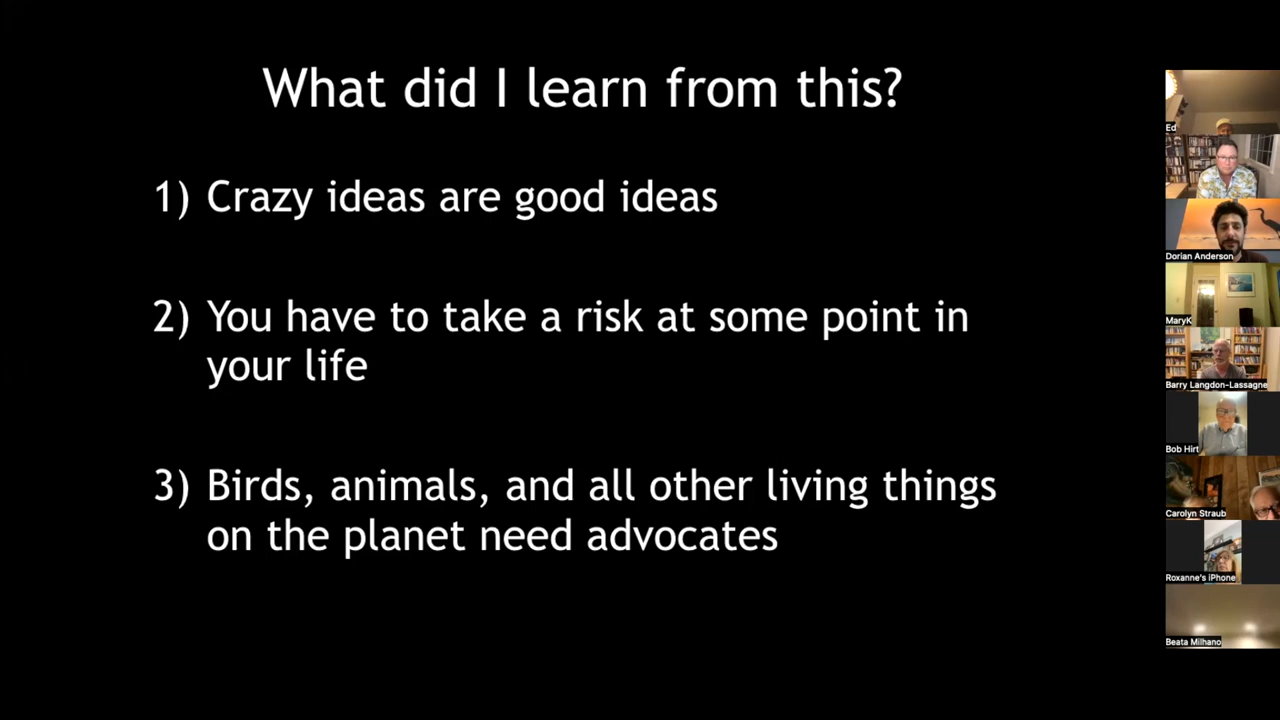 What did I learn from this?
1) Crazy ideas are good ideas
2) You have to take a risk at some point in
your life
3) Birds, animals, and all other living things
on the planet need advocates
Ed
Dorian Anderson
MaryK
Barry Langdon-Lassagne
Bob Hirt
Carolyn Straub
Roxanne's iPhone
Beata Milhano